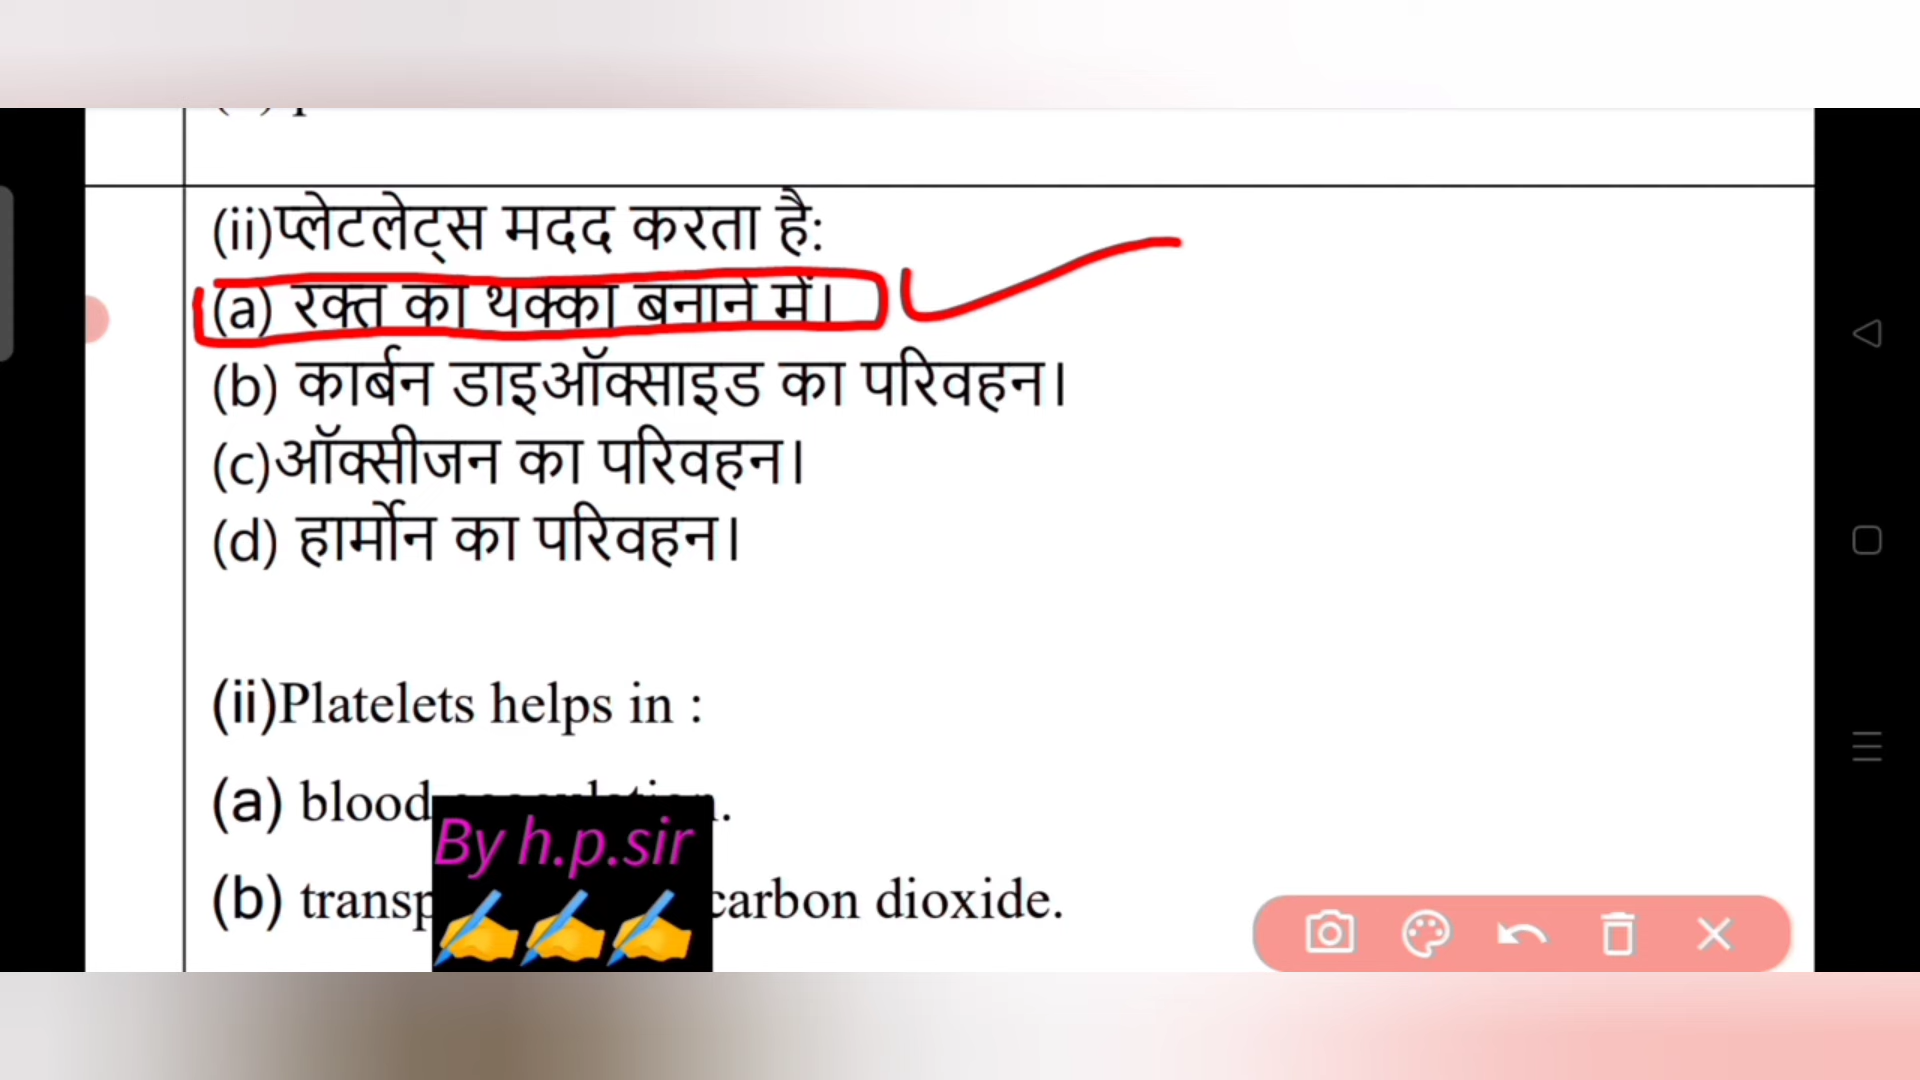 (ii)प्लेटलेट्स मदद करता है:
(a) रक्त का थक्का बनाने में।
(b) कार्बन डाइऑक्साइड का परिवहन।
(c)ऑक्सीजन का परिवहन।
(d) हार्मोन का परिवहन।
(ii)Platelets helps in :
(a) blood
By h.p.sir
(b) carbon dioxide.